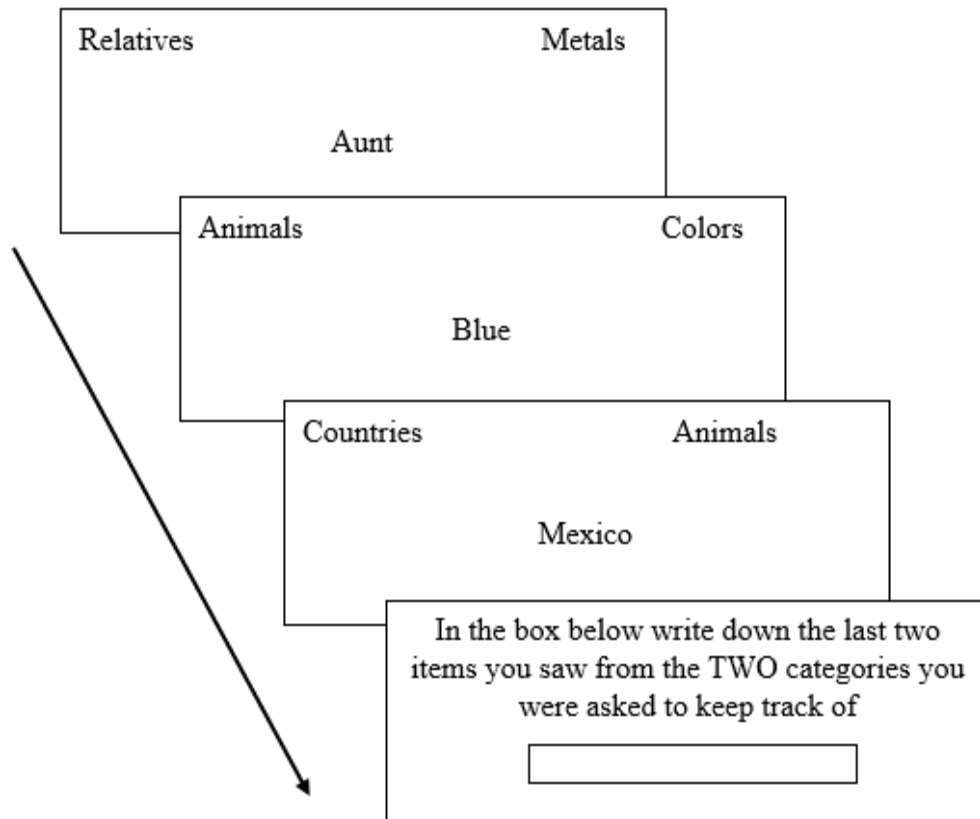 Relatives Metals
Aunt
Animals Colors
Blue
Countries Animals
Mexico
In the box below write down the last two
items you saw from the TWO categories you
were asked to keep track of